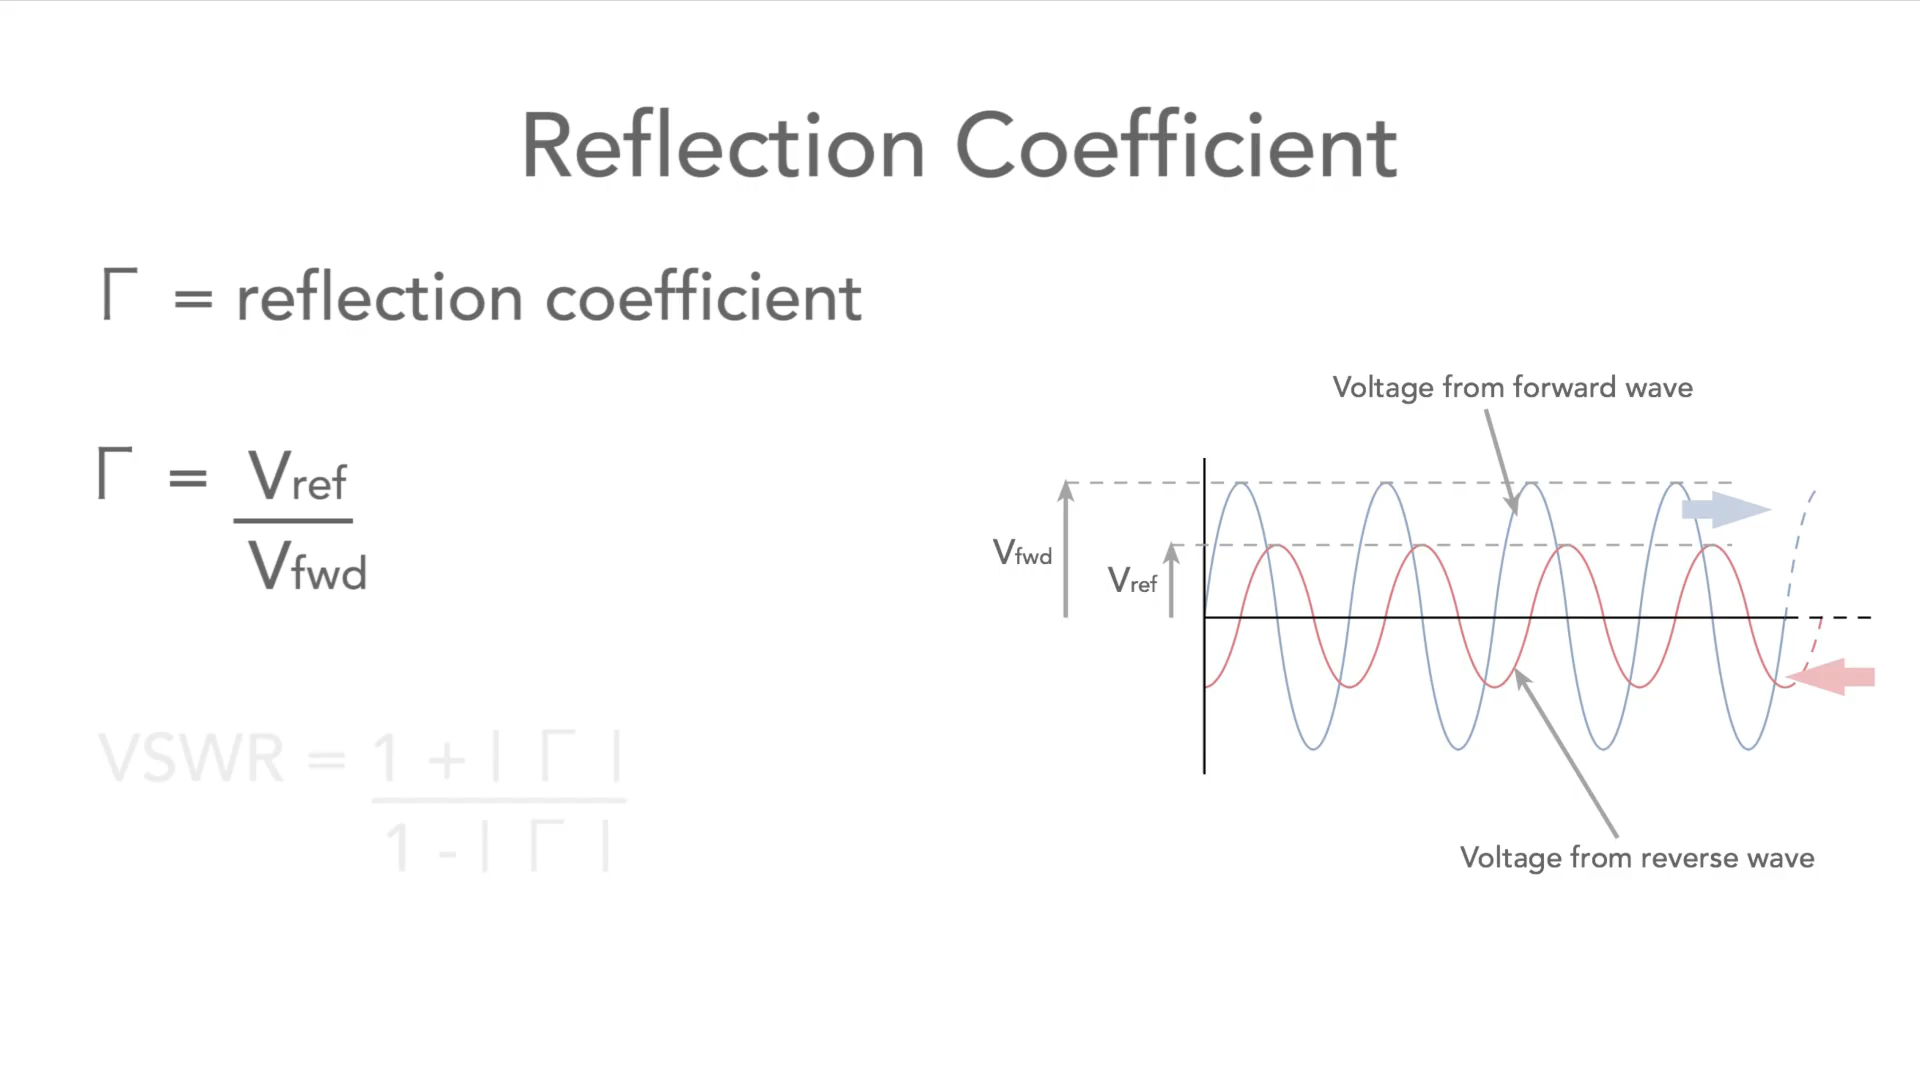 Reflection Coefficient
Γ = reflection coefficient
Γ = Vref
Vfwd
VSWR = 1 + | Γ |
1 - | Γ |
Voltage from forward wave
Vfwd
Vref
Voltage from reverse wave